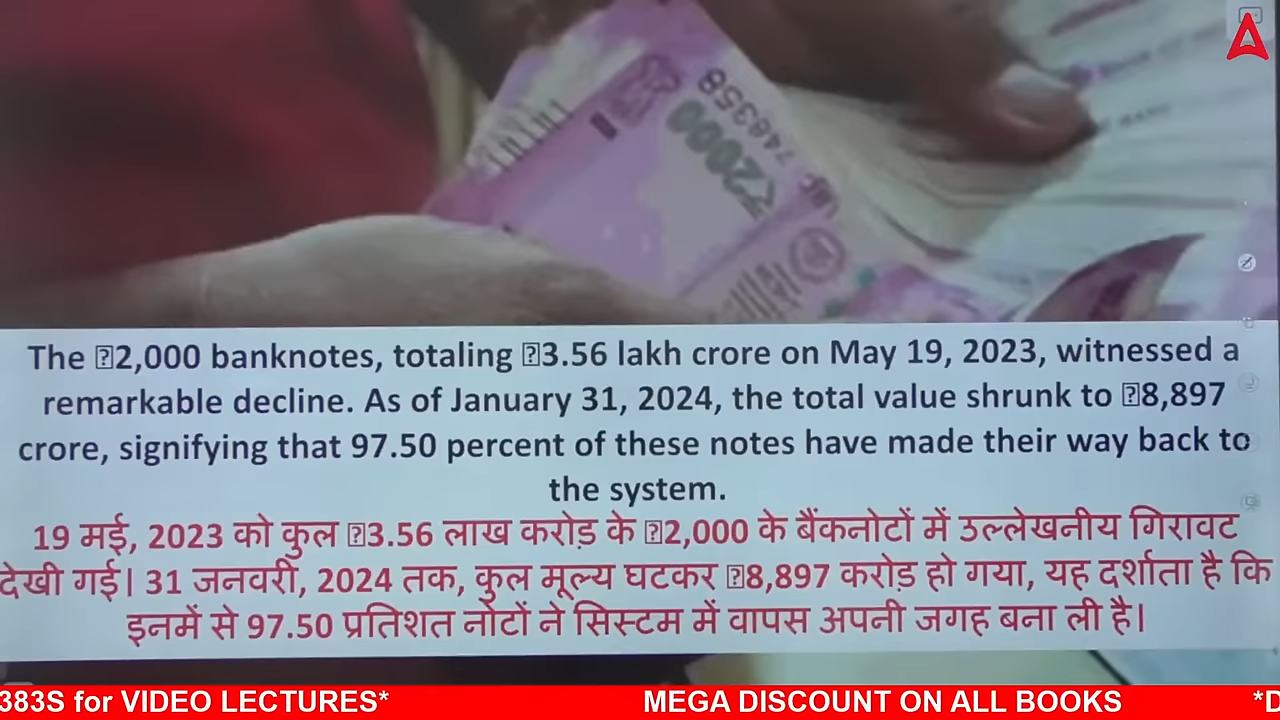 ₹2000
748358
The 2,000 banknotes, totaling 3.56 lakh crore on May 19, 2023, witnessed a
remarkable decline. As of January 31, 2024, the total value shrunk to 8,897
crore, signifying that 97.50 percent of these notes have made their way back to
the system.
19 मई, 2023 को कुल 3.56 लाख करोड़ के 2,000 के बैंकनोटों में उल्लेखनीय गिरावट
देखी गई। 31 जनवरी, 2024 तक, कुल मूल्य घटकर 8,897 करोड़ हो गया, यह दर्शाता है कि
इनमें से 97.50 प्रतिशत नोटों ने सिस्टम में वापस अपनी जगह बना ली है।
383S for VIDEO LECTURES* MEGA DISCOUNT ON ALL BOOKS *D